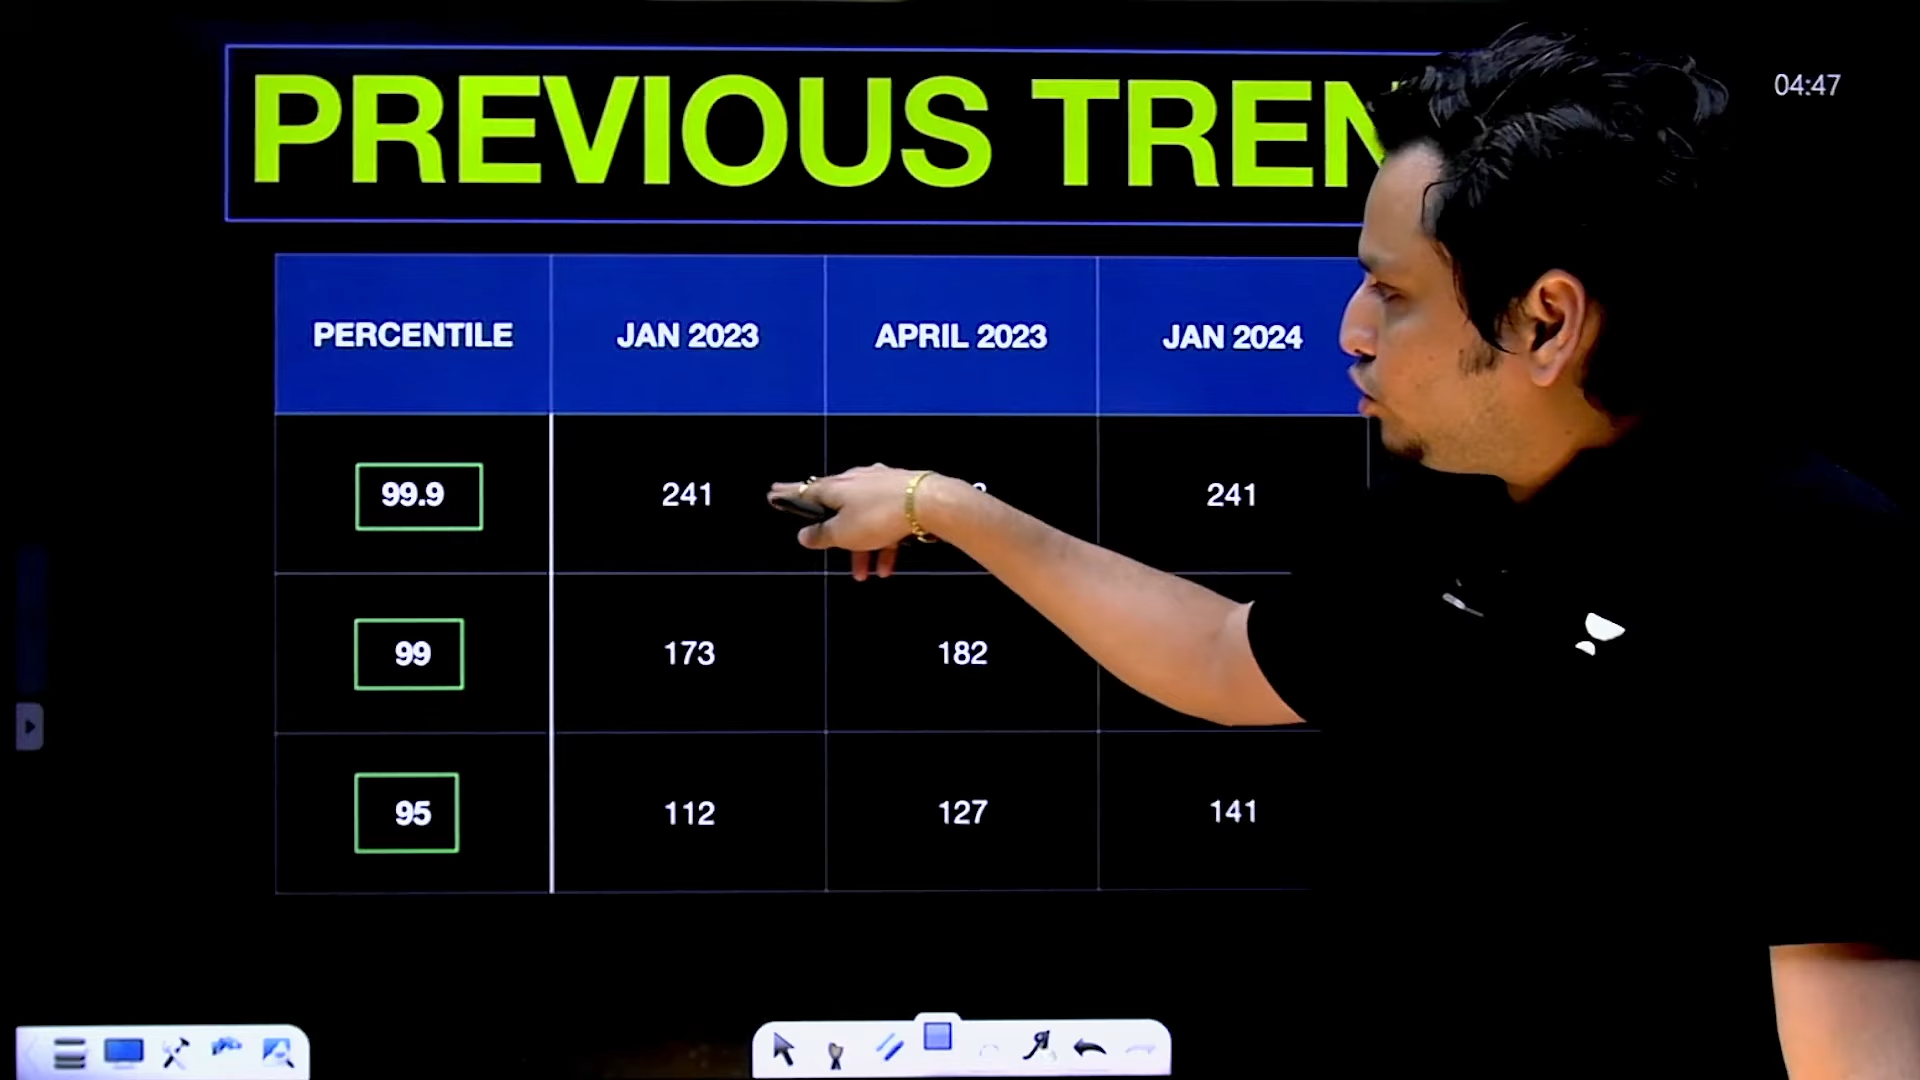 PREVIOUS TREN
04:47
PERCENTILE JAN 2023 APRIL 2023 JAN 2024
99.9 241 241
99 173 182
95 112 127 141